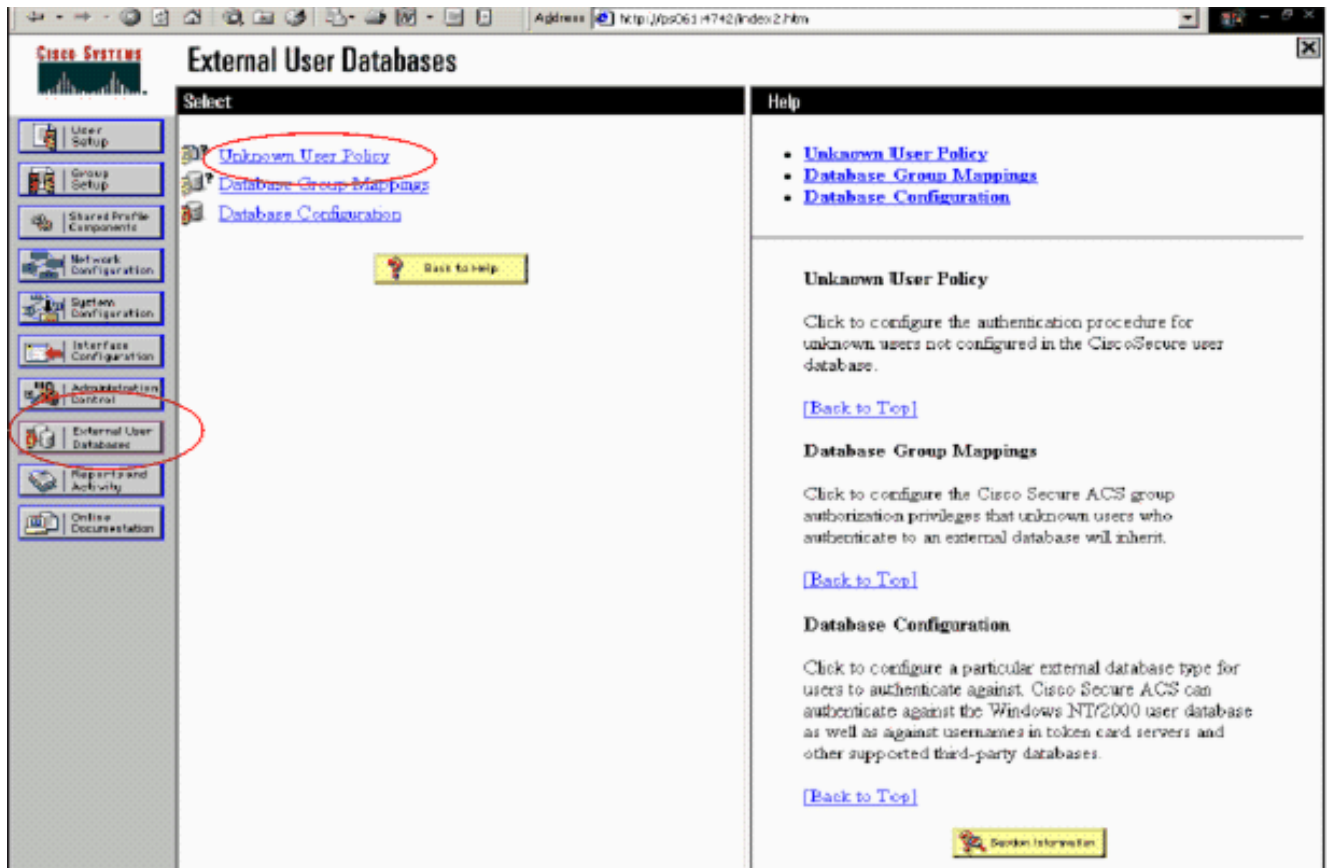 Address http://ps061:4742/index2.htm
CISCO SYSTEMS
External User Databases
Select
Help
User
Setup
Group
Setup
Shared Profile
Components
Network
Configuration
System
Configuration
Interface
Configuration
Administration
Control
External User
Databases
Reports and
Activity
Online
Documentation
Unknown User Policy
Database Group Mappings
Database Configuration
Back to Help
• Unknown User Policy
• Database Group Mappings
• Database Configuration
Unknown User Policy
Click to configure the authentication procedure for
unknown users not configured in the CiscoSecure user
database.
[Back to Top]
Database Group Mappings
Click to configure the Cisco Secure ACS group
authorization privileges that unknown users who
authenticate to an external database will inherit.
[Back to Top]
Database Configuration
Click to configure a particular external database type for
users to authenticate against. Cisco Secure ACS can
authenticate against the Windows NT/2000 user database
as well as against usernames in token card servers and
other supported third-party databases.
[Back to Top]
Section Information